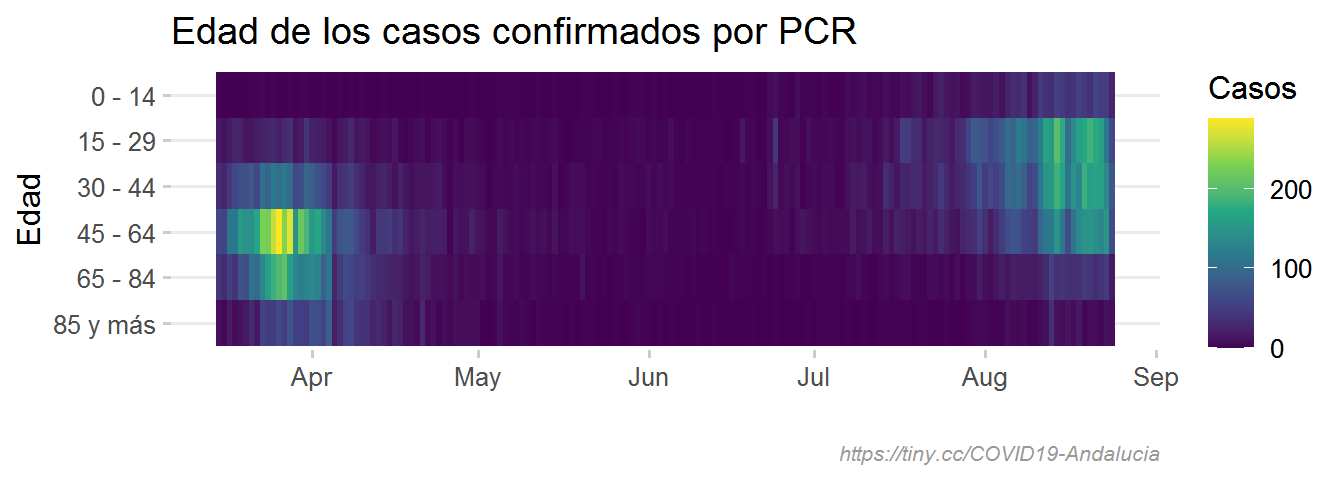 Edad de los casos confirmados por PCR
Edad
0 - 14
15 - 29
30 - 44
45 - 64
65 - 84
85 y más
Apr May Jun Jul Aug Sep
Casos
200
100
0
https://tiny.cc/COVID19-Andalucia